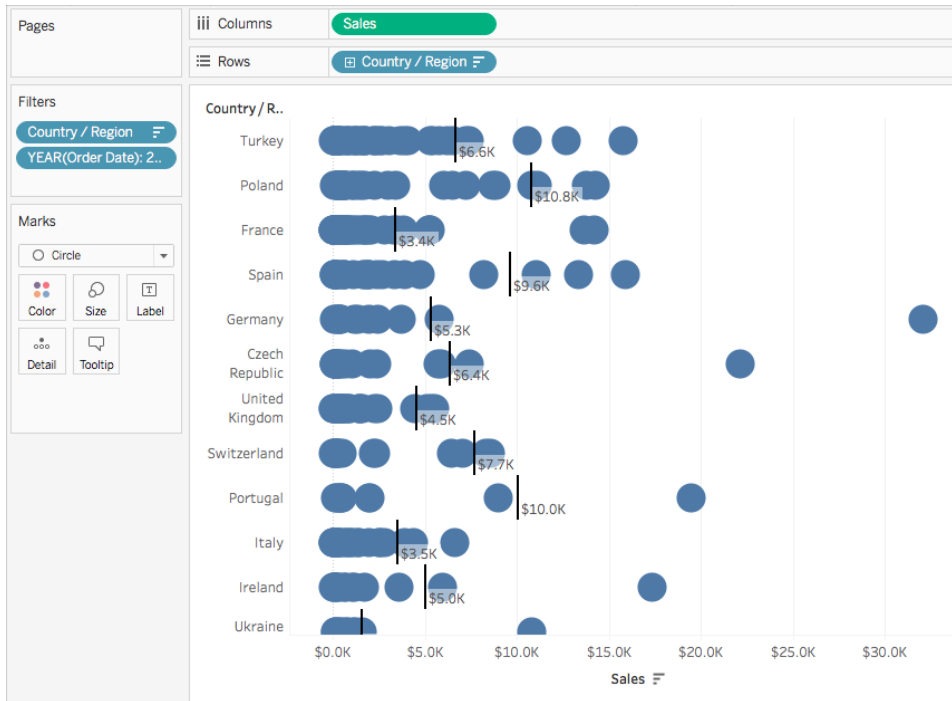 Pages
Columns
Sales
Rows
Country / Region
Filters
Country / Region
YEAR(Order Date): 2..
Marks
Circle
Color
Size
Label
T
Detail
Tooltip
Country / R..
Turkey
$6.6K
Poland
$10.8K
France
$3.4K
Spain
$9.6K
Germany
$5.3K
Czech
Republic
$6.4K
United
Kingdom
$4.5K
Switzerland
$7.7K
Portugal
$10.0K
Italy
$3.5K
Ireland
$5.0K
Ukraine
$0.0K $5.0K $10.0K $15.0K $20.0K $25.0K $30.0K
Sales